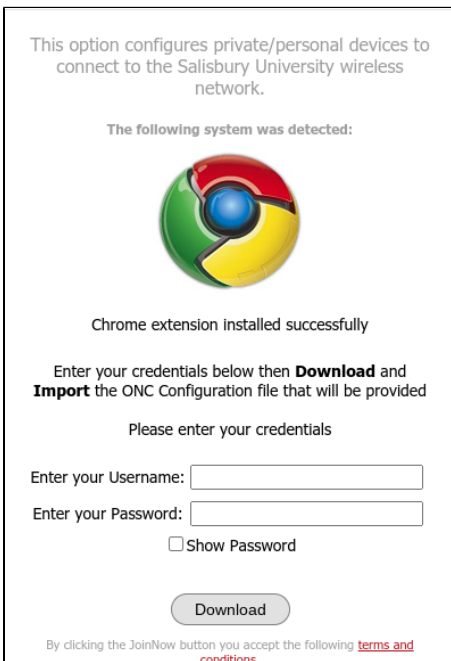 This option configures private/personal devices to
connect to the Salisbury University wireless
network.
The following system was detected:
Chrome extension installed successfully
Enter your credentials below then Download and
Import the ONC Configuration file that will be provided
Please enter your credentials
Enter your Username:
Enter your Password:
Show Password
Download
By clicking the JoinNow button you accept the following terms and
conditions